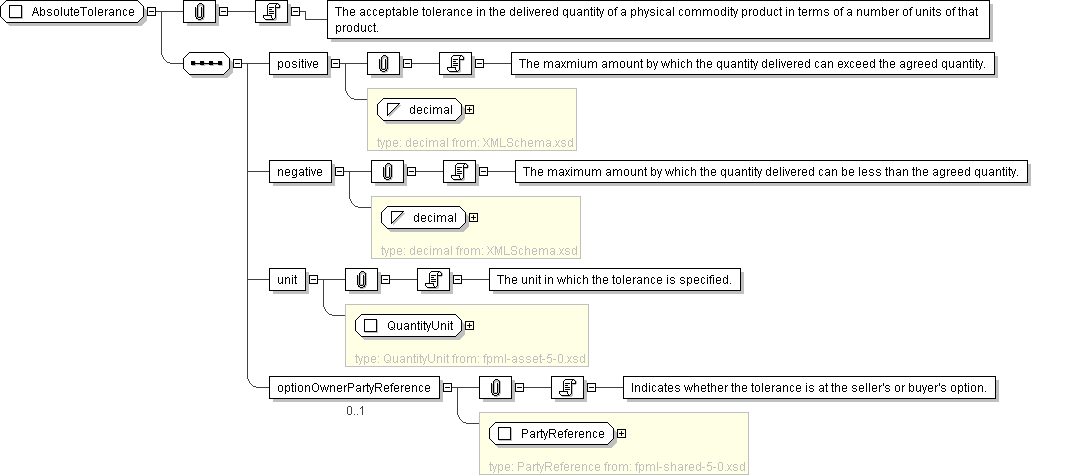 AbsoluteTolerance
The acceptable tolerance in the delivered quantity of a physical commodity product in terms of a number of units of that
product.
positive
The maxmium amount by which the quantity delivered can exceed the agreed quantity.
decimal
type: decimal from: XMLSchema.xsd
negative
The maximum amount by which the quantity delivered can be less than the agreed quantity.
decimal
type: decimal from: XMLSchema.xsd
unit
The unit in which the tolerance is specified.
QuantityUnit
type: QuantityUnit from: fpml-asset-5-0.xsd
optionOwnerPartyReference
Indicates whether the tolerance is at the seller's or buyer's option.
0..1
PartyReference
type: PartyReference from: fpml-shared-5-0.xsd